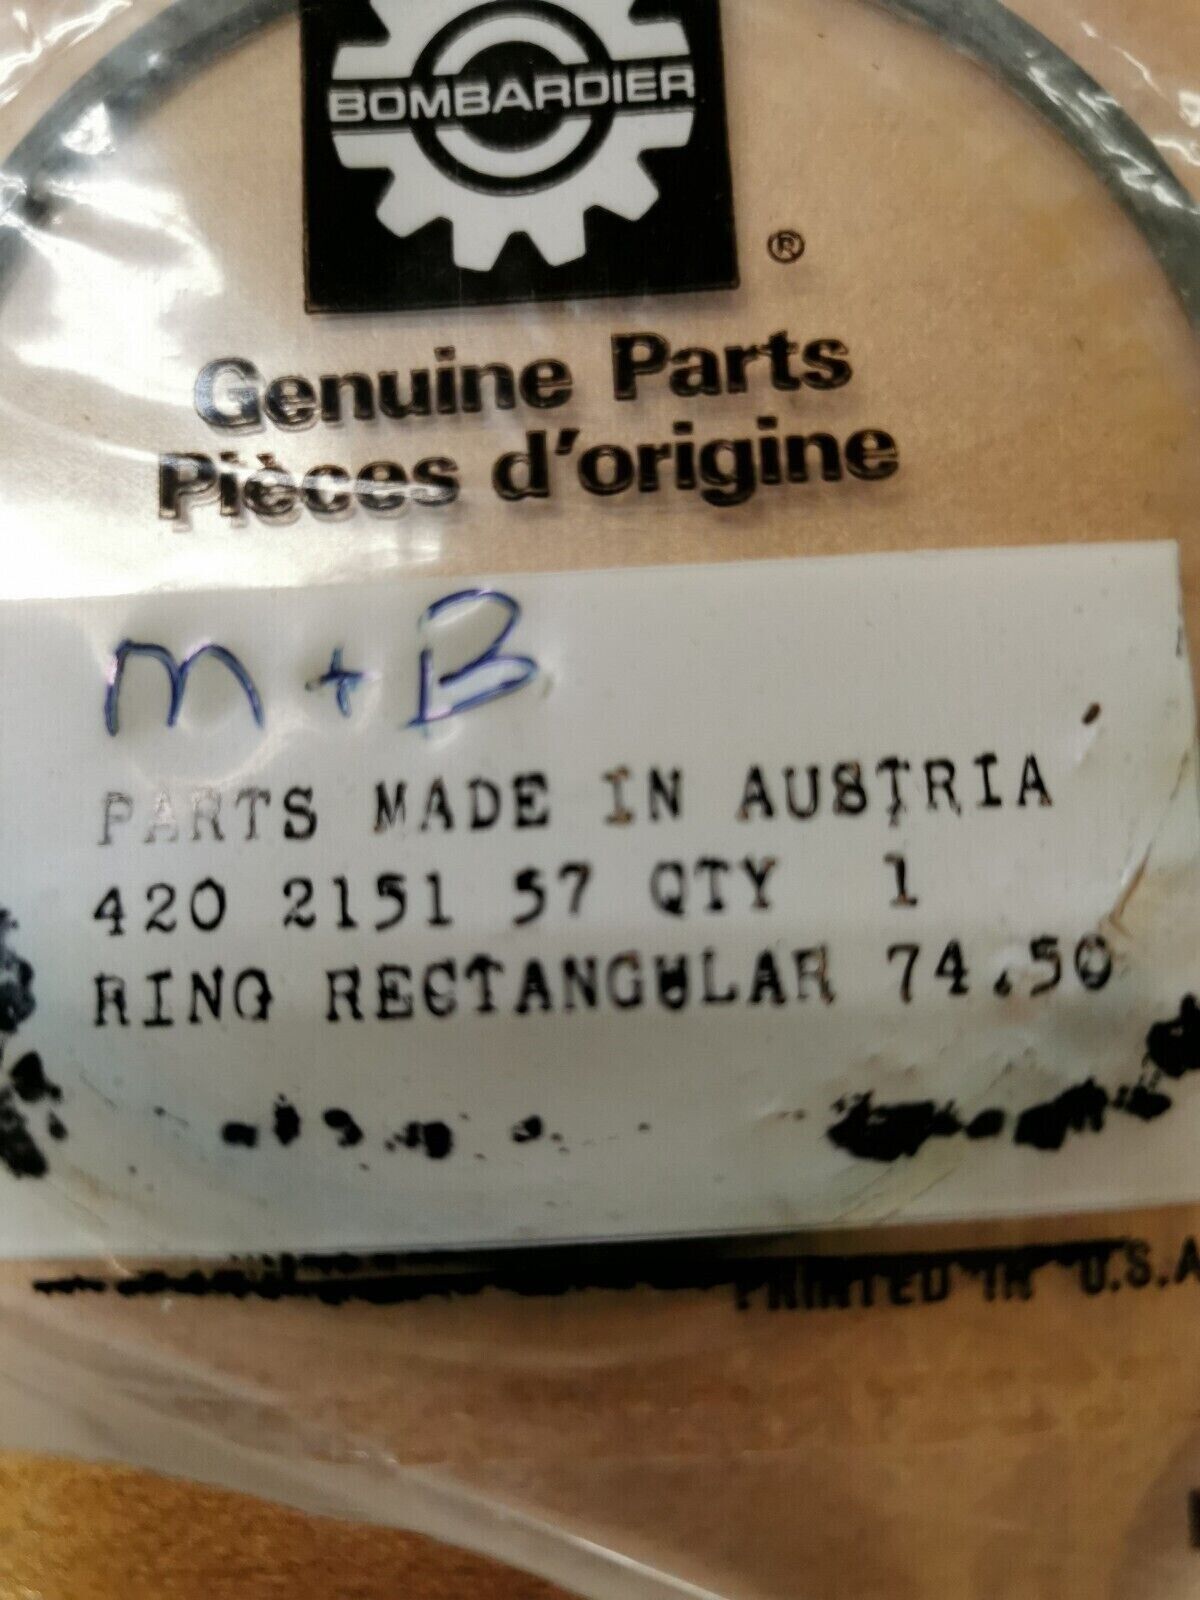 BOMBARDIER
®
Genuine Parts
Pièces d'origine
M + B
PARTS MADE IN AUSTRIA
420 2151 57 QTY 1
RING RECTANGULAR 74.50
PRINTED IN U.S.A